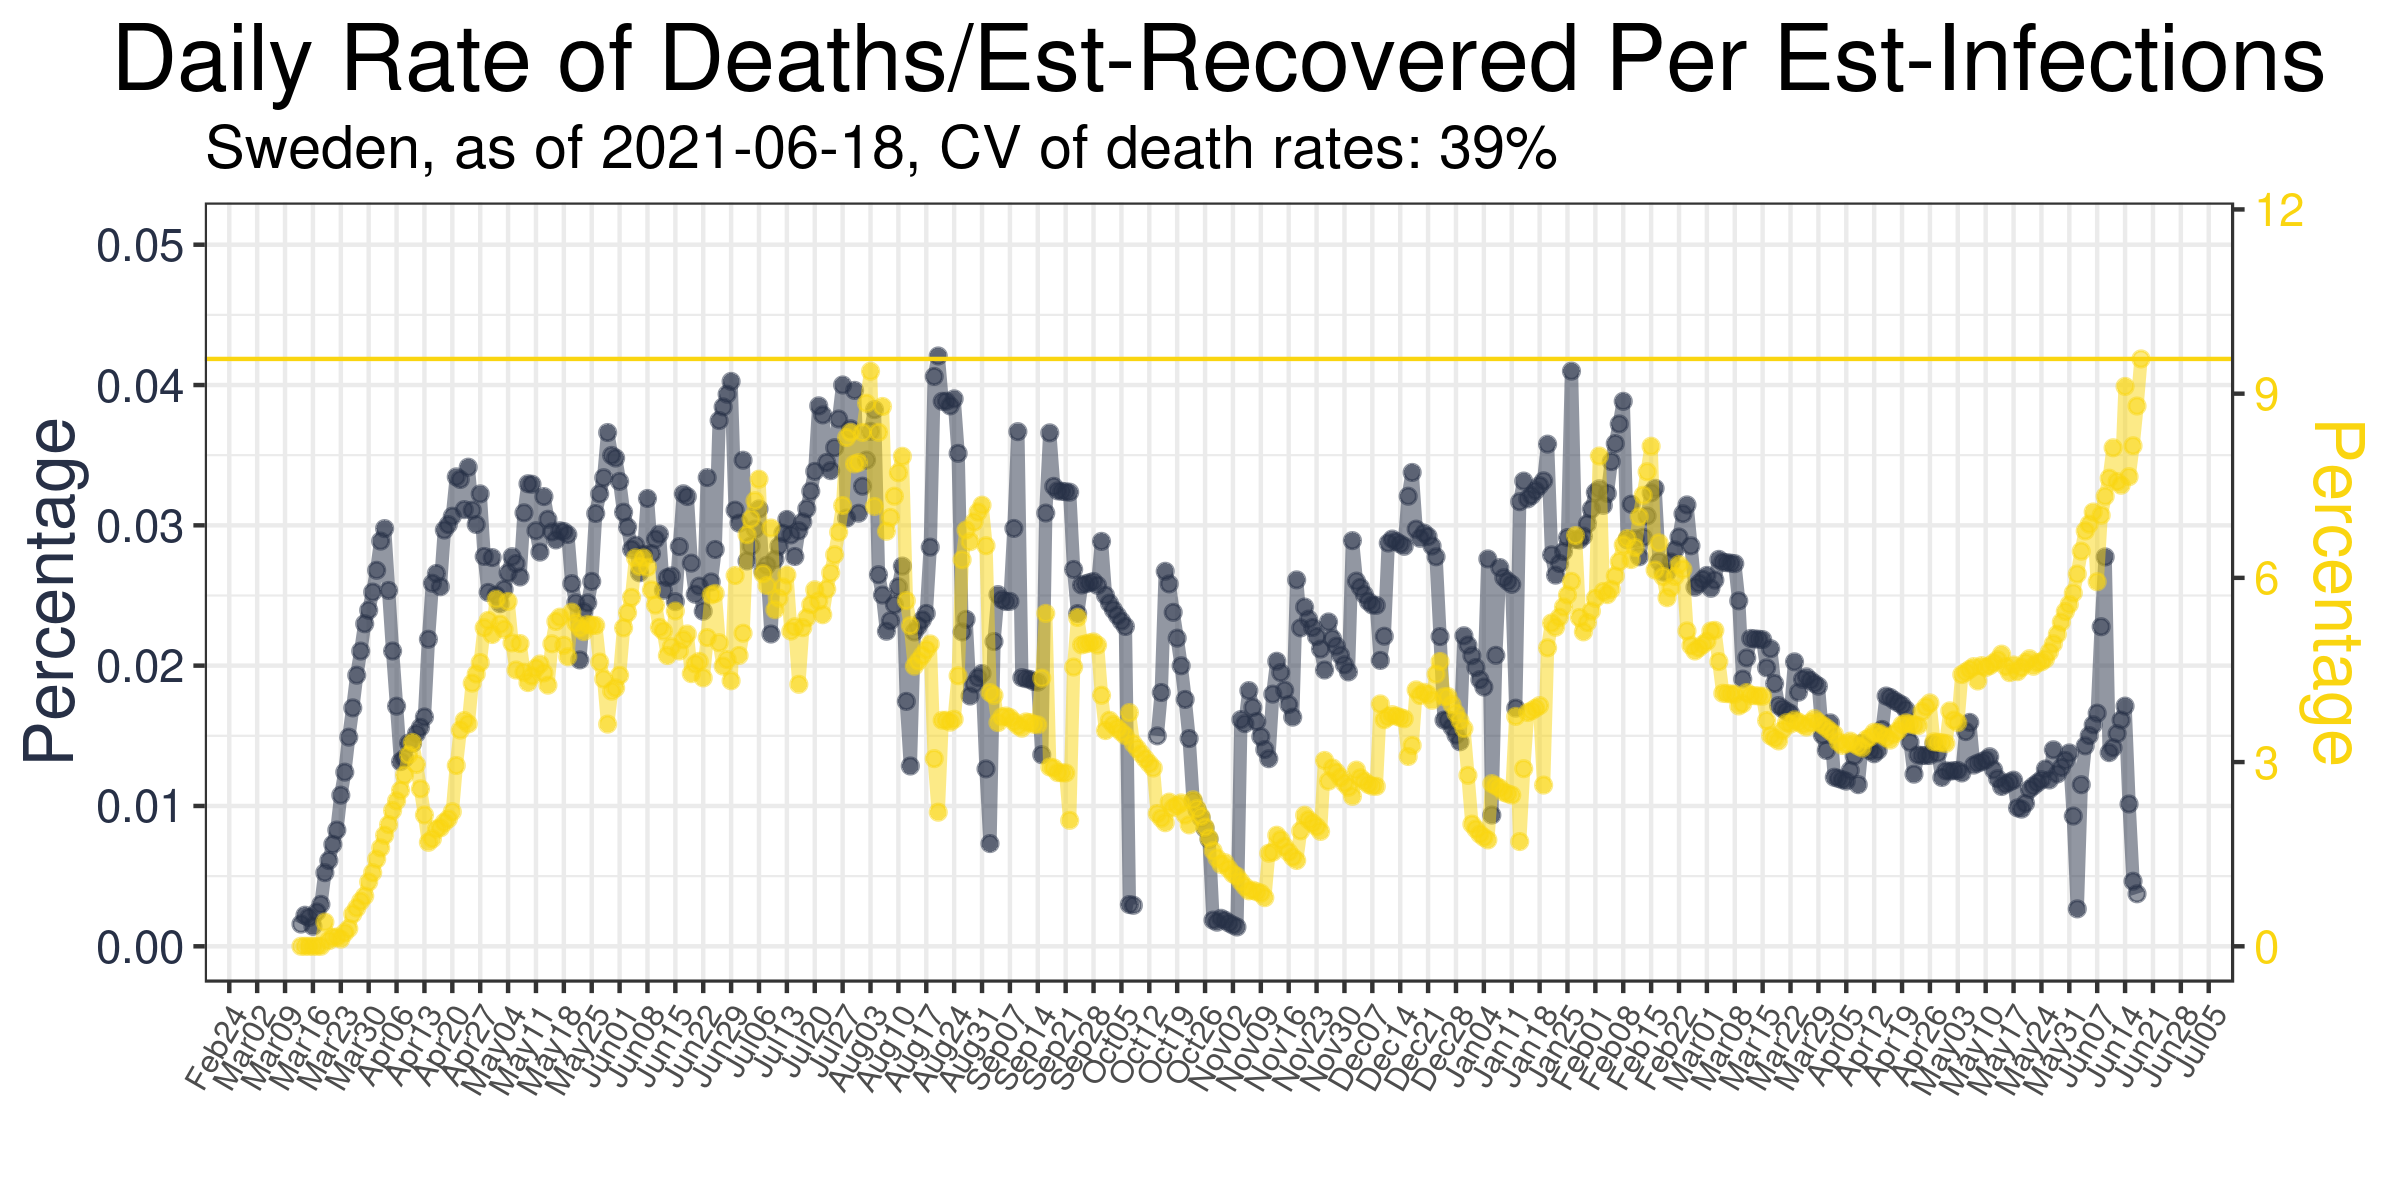 Daily Rate of Deaths/Est-Recovered Per Est-Infections
Sweden, as of 2021-06-18, CV of death rates: 39%
Percentage
0.05
0.04
0.03
0.02
0.01
0.00
12
9
6
3
0
Percentage
Feb24
Mar02
Mar09
Mar16
Mar23
Mar30
Apr06
Apr13
Apr20
Apr27
May04
May11
May18
May25
Jun01
Jun08
Jun15
Jun22
Jun29
Jul06
Jul13
Jul20
Jul27
Aug03
Aug10
Aug17
Aug24
Aug31
Sep07
Sep14
Sep21
Sep28
Oct05
Oct12
Oct19
Oct26
Nov02
Nov09
Nov16
Nov23
Nov30
Dec07
Dec14
Dec21
Dec28
Jan04
Jan11
Jan18
Jan25
Feb01
Feb08
Feb15
Feb22
Mar01
Mar08
Mar15
Mar22
Mar29
Apr05
Apr12
Apr19
Apr26
May03
May10
May17
May24
May31
Jun07
Jun14
Jun21
Jun28
Jul05